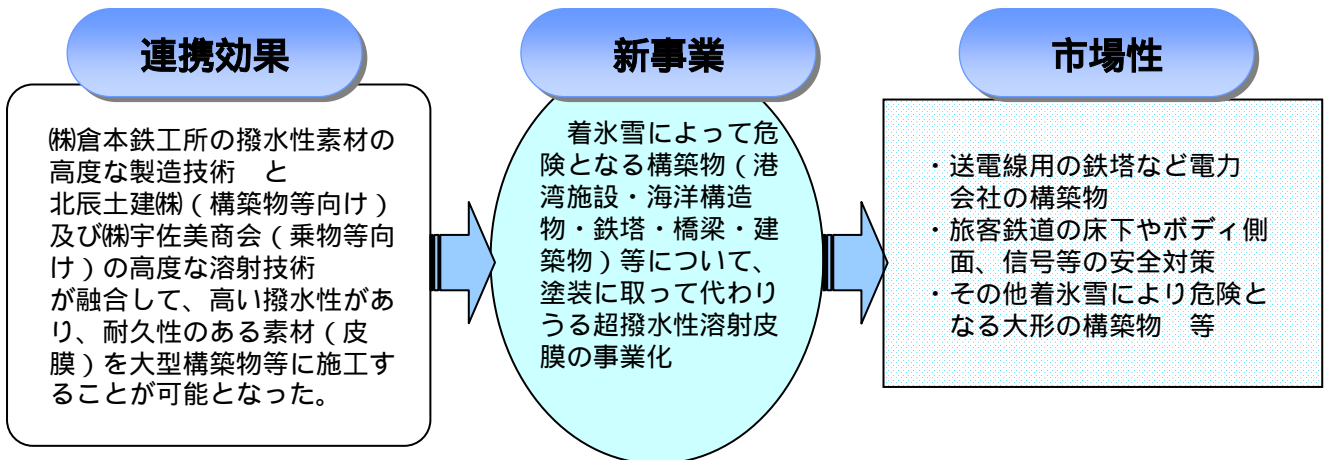 連携効果
㈱倉本鉄工所の撥水性素材の
高度な製造技術　と
北辰土建㈱（構築物等向け）
及び㈱宇佐美商会（乗物等向
け）の高度な溶射技術
が融合して、高い撥水性があ
り、耐久性のある素材（皮
膜）を大型構築物等に施工す
ることが可能となった。
新事業
着氷雪によって危
険となる構築物（港
湾施設・海洋構造
物・鉄塔・橋梁・建
築物）等について、
塗装に取って代わり
うる超撥水性溶射皮
膜の事業化
市場性
・送電線用の鉄塔など電力
会社の構築物
・旅客鉄道の床下やボディ側
面、信号等の安全対策
・その他着氷雪により危険と
なる大形の構築物　等